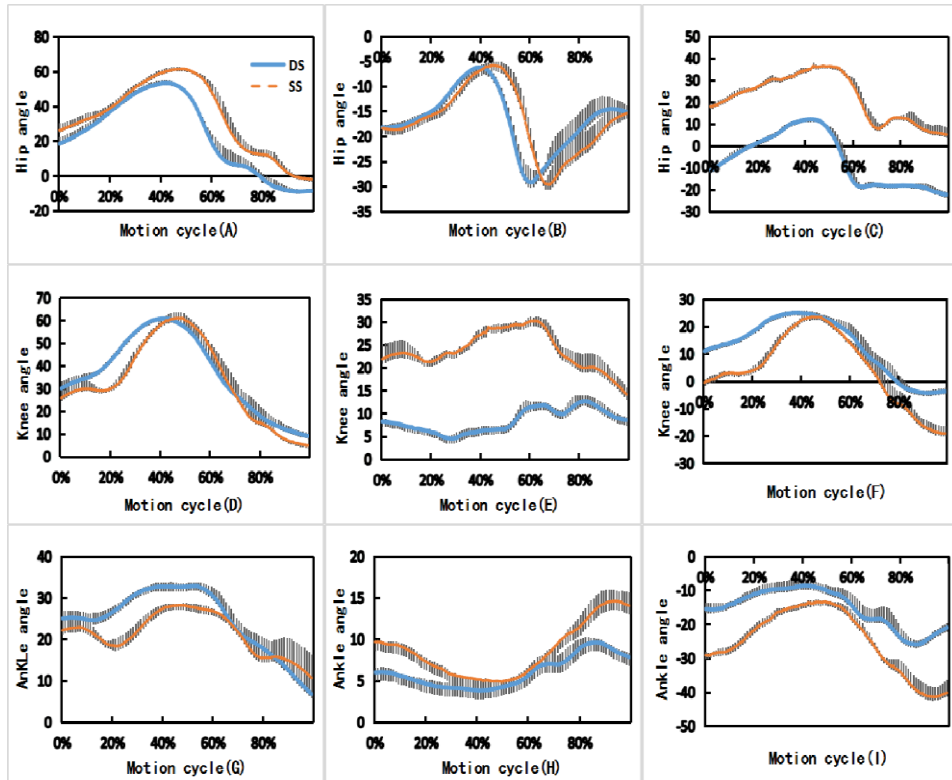 80
60
40
20
0
-20
Hip angle
DS
SS
0% 20% 40% 60% 80%
Motion cycle(A)
0
-5
-10
-15
-20
-25
-30
-35
Hip angle
0% 20% 40% 60% 80%
Motion cycle(B)
50
40
30
20
10
0
-10
-20
-30
Hip angle
0% 20% 40% 60% 80%
Motion cycle(C)
70
60
50
40
30
20
10
0
Knee angle
0% 20% 40% 60% 80%
Motion cycle(D)
35
30
25
20
15
10
5
0
Knee angle
0% 20% 40% 60% 80%
Motion cycle(E)
30
20
10
0
-10
-20
-30
Knee angle
0% 20% 40% 60% 80%
Motion cycle(F)
40
30
20
10
0
AnKLe angle
0% 20% 40% 60% 80%
Motion cycle(G)
20
15
10
5
0
Ankle angle
0% 20% 40% 60% 80%
Motion cycle(H)
0
-10
-20
-30
-40
-50
Ankle angle
0% 20% 40% 60% 80%
Motion cycle(I)